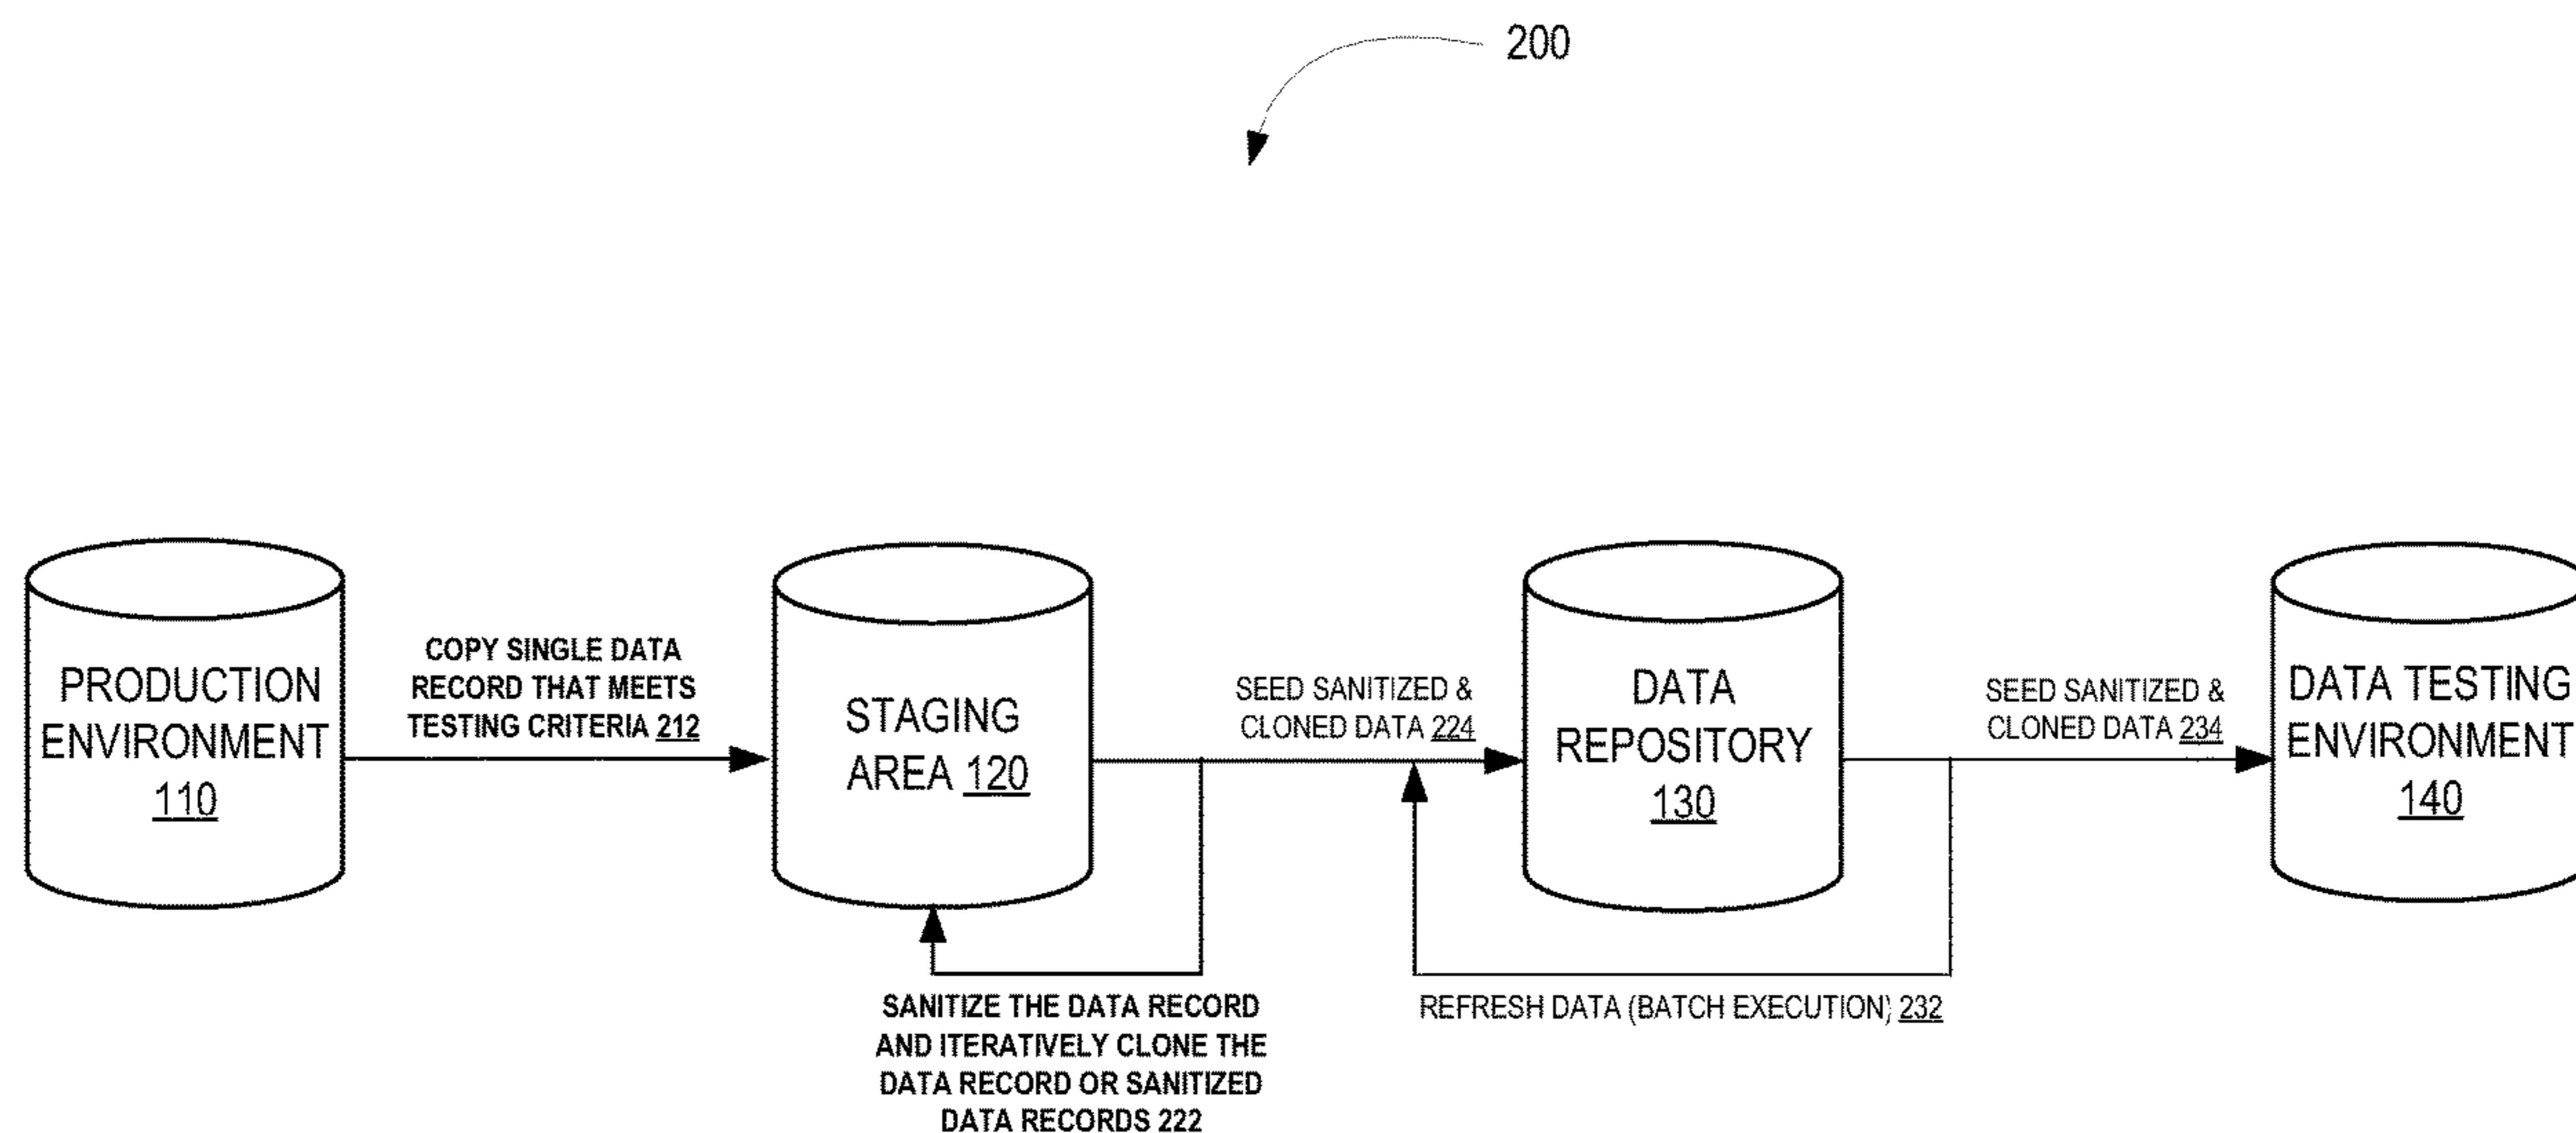 200
PRODUCTION
ENVIRONMENT
110
COPY SINGLE DATA
RECORD THAT MEETS
TESTING CRITERIA 212
STAGING
AREA 120
SANITIZE THE DATA RECORD
AND ITERATIVELY CLONE THE
DATA RECORD OR SANITIZED
DATA RECORDS 222
SEED SANITIZED &
CLONED DATA 224
DATA
REPOSITORY
130
REFRESH DATA (BATCH EXECUTION) 232
SEED SANITIZED &
CLONED DATA 234
DATA TESTING
ENVIRONMENT
140